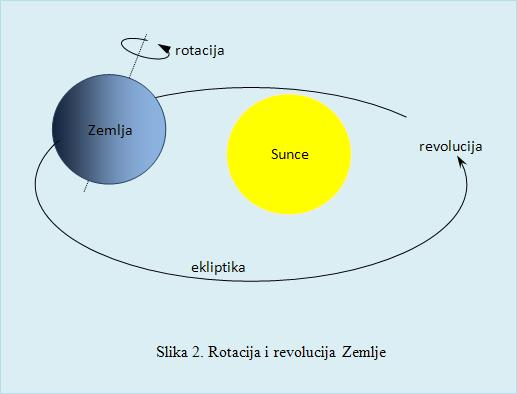 rotacija
Zemlja
Sunce
revolucija
ekliptika
Slika 2. Rotacija i revolucija Zemlje